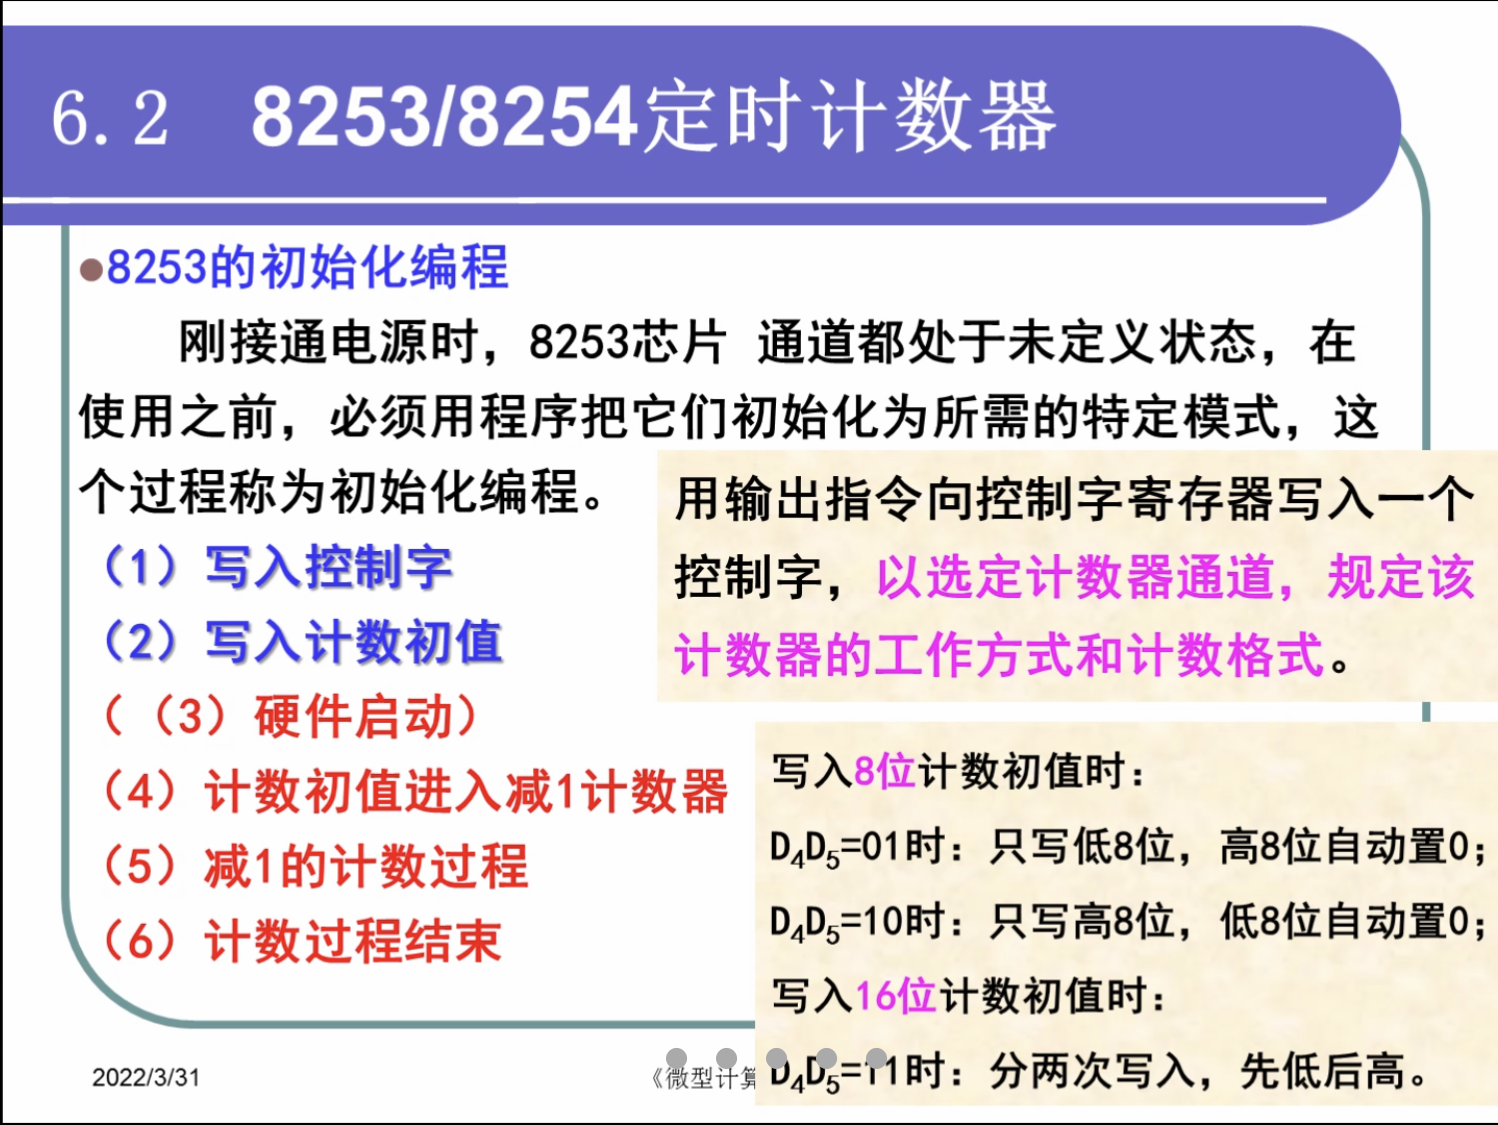 6.2 8253/8254定时计数器
●8253的初始化编程
刚接通电源时，8253芯片 通道都处于未定义状态，在
使用之前，必须用程序把它们初始化为所需的特定模式，这
个过程称为初始化编程。
用输出指令向控制字寄存器写入一个
控制字，以选定计数器通道，规定该
计数器的工作方式和计数格式。
（1）写入控制字
（2）写入计数初值
（（3）硬件启动）
（4）计数初值进入减1计数器
（5）减1的计数过程
（6）计数过程结束
写入8位计数初值时：
D₄D₅=01时：只写低8位，高8位自动置0；
D₄D₅=10时：只写高8位，低8位自动置0；
写入16位计数初值时：
D₄D₅=11时：分两次写入，先低后高。
2022/3/31
《微型计算